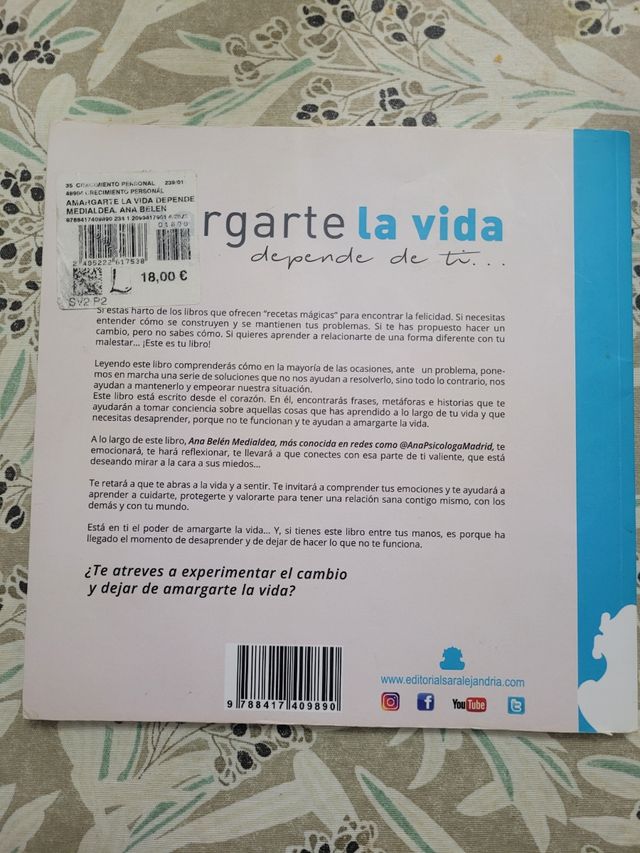 35 CRECIMIENTO PERSONAL 239/01
48904 CRECIMIENTO PERSONAL
AMARGARTE LA VIDA DEPENDE
MEDIALDEA, ANA BELEN
01800
2 495222 617538
18,00 €
SV2 P2
rgarte la vida
depende de ti...
Si estás harto de los libros que ofrecen "recetas mágicas" para encontrar la felicidad. Si necesitas
entender cómo se construyen y se mantienen tus problemas. Si te has propuesto hacer un
cambio, pero no sabes cómo. Si quieres aprender a relacionarte de una forma diferente con tu
malestar... ¡Este es tu libro!
Leyendo este libro comprenderás cómo en la mayoría de las ocasiones, ante un problema, pone-
mos en marcha una serie de soluciones que no nos ayudan a resolverlo, sino todo lo contrario, nos
ayudan a mantenerlo y empeorar nuestra situación.
Este libro está escrito desde el corazón. En él, encontrarás frases, metáforas e historias que te
ayudarán a tomar conciencia sobre aquellas cosas que has aprendido a lo largo de tu vida y que
necesitas desaprender, porque no te funcionan y te ayudan a amargarte la vida.
A lo largo de este libro, Ana Belén Medialdea, más conocida en redes como @AnaPsicologaMadrid, te
emocionará, te hará reflexionar, te llevará a que conectes con esa parte de ti valiente, que está
deseando mirar a la cara a sus miedos...
Te retará a que te abras a la vida y a sentir. Te invitará a comprender tus emociones y te ayudará a
aprender a cuidarte, protegerte y valorarte para tener una relación sana contigo mismo, con los
demás y con tu mundo.
Está en ti el poder de amargarte la vida... Y, si tienes este libro entre tus manos, es porque ha
llegado el momento de desaprender y de dejar de hacer lo que no te funciona.
¿Te atreves a experimentar el cambio
y dejar de amargarte la vida?
9 788417 409890
www.editorialsaralejandria.com
YouTube